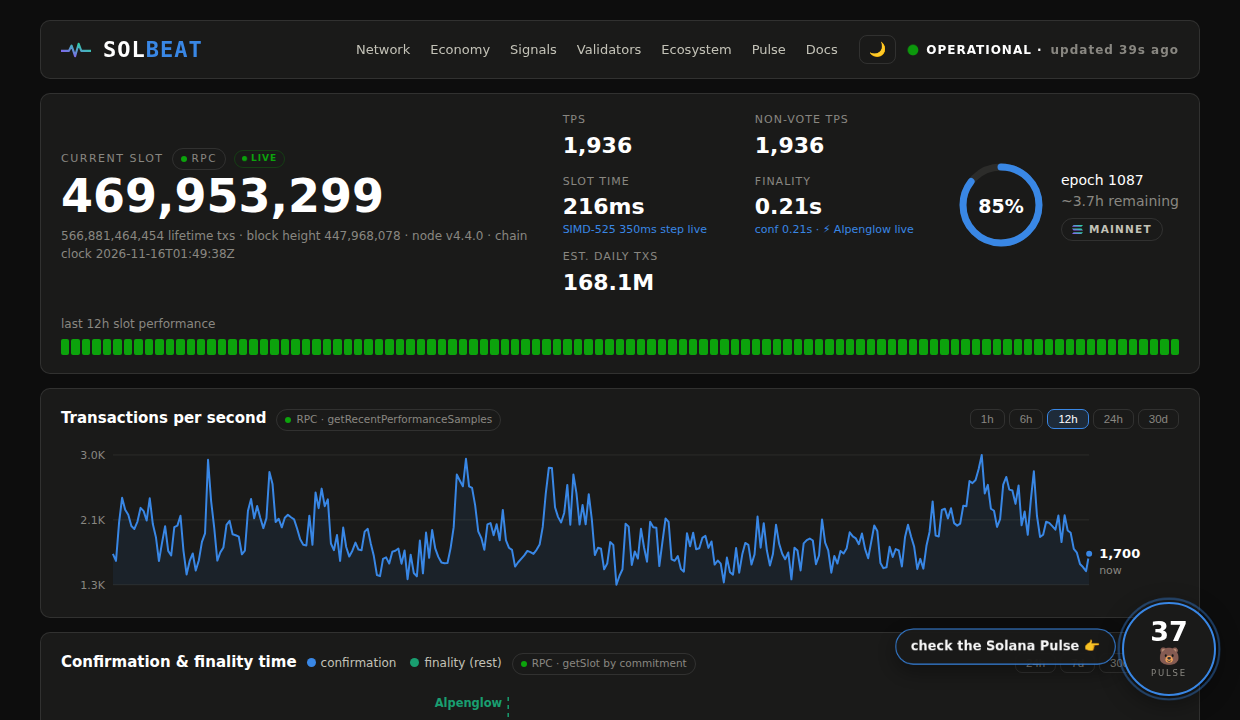 SOLBEAT
Network Economy Signals Validators Ecosystem Pulse Docs 🌙 OPERATIONAL · updated 39s ago
CURRENT SLOT RPC LIVE
469,953,299
566,881,464,454 lifetime txs · block height 447,968,078 · node v4.4.0 · chain
clock 2026-11-16T01:49:38Z
TPS
1,936
NON-VOTE TPS
1,936
SLOT TIME
216ms
SIMD-525 350ms step live
FINALITY
0.21s
conf 0.21s · ⚡ Alpenglow live
EST. DAILY TXS
168.1M
85%
epoch 1087
~3.7h remaining
MAINNET
last 12h slot performance
Transactions per second RPC · getRecentPerformanceSamples
1h 6h 12h 24h 30d
3.0K
2.1K
1.3K
1,700
now
Confirmation & finality time confirmation finality (rest) RPC · getSlot by commitment
check the Solana Pulse 👉
37
🐻
PULSE
Alpenglow